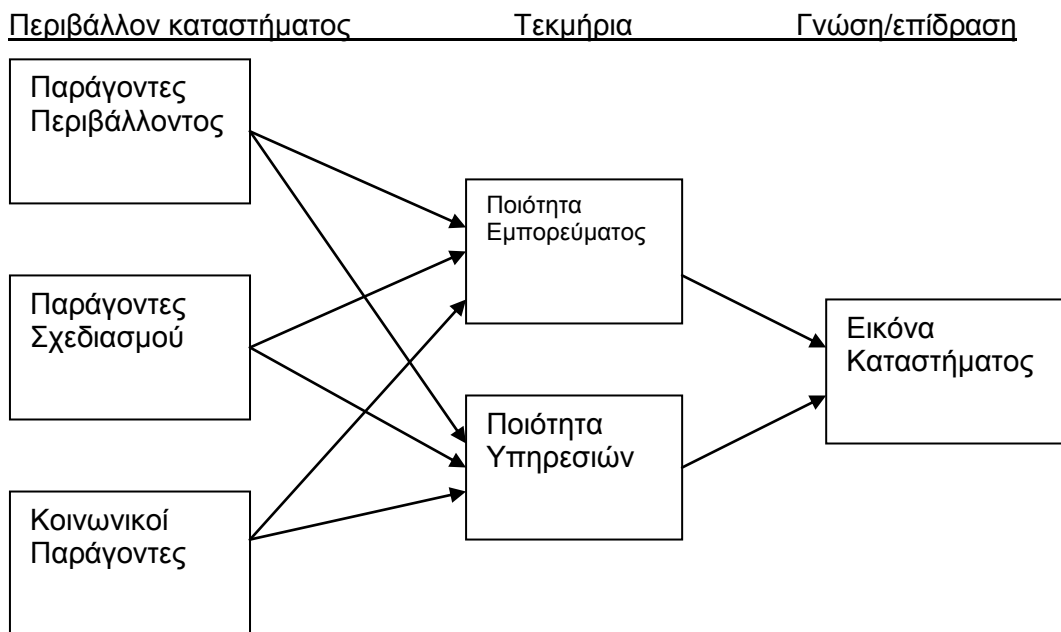 Περιβάλλον καταστήματος Τεκμήρια Γνώση/επίδραση
Παράγοντες
Περιβάλλοντος
Ποιότητα
Εμπορεύματος
Παράγοντες
Σχεδιασμού
Εικόνα
Καταστήματος
Ποιότητα
Υπηρεσιών
Κοινωνικοί
Παράγοντες